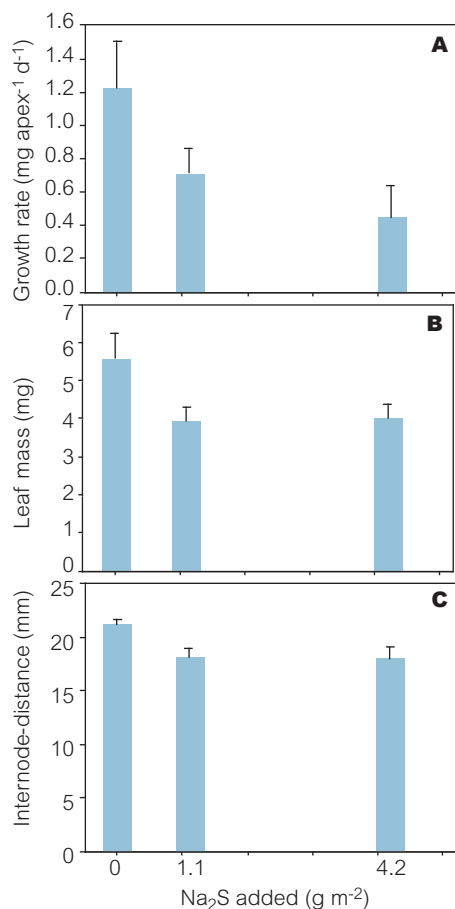 A
Growth rate (mg apex⁻¹ d⁻¹)
1.6
1.4
1.2
1.0
0.8
0.6
0.4
0.2
0.0
B
Leaf mass (mg)
7
6
5
4
3
2
1
0
C
Internode-distance (mm)
25
20
15
10
5
0
0 1.1 4.2
Na₂S added (g m⁻²)